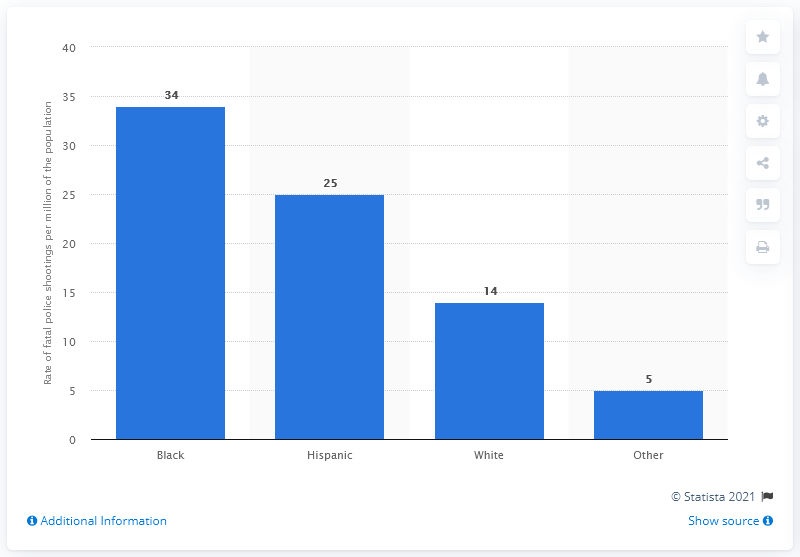 Rate of fatal police shootings per million of the population
40
35
30
25
20
15
10
5
0
34
25
14
5
Black
Hispanic
White
Other
© Statista 2021
Additional Information
Show source